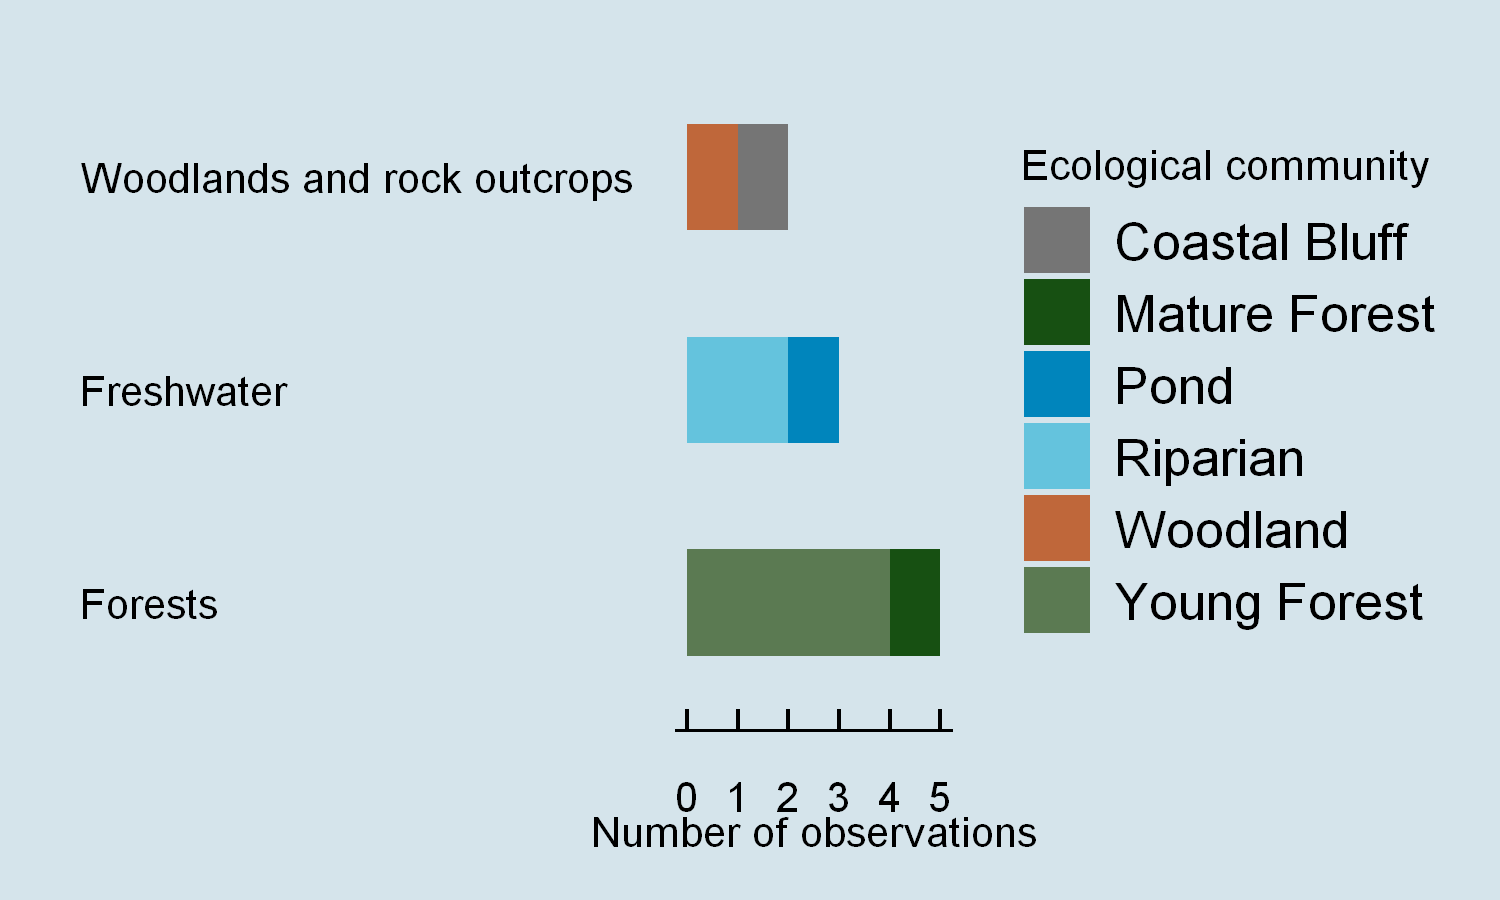 Woodlands and rock outcrops
Freshwater
Forests
0 1 2 3 4 5
Number of observations
Ecological community
Coastal Bluff
Mature Forest
Pond
Riparian
Woodland
Young Forest